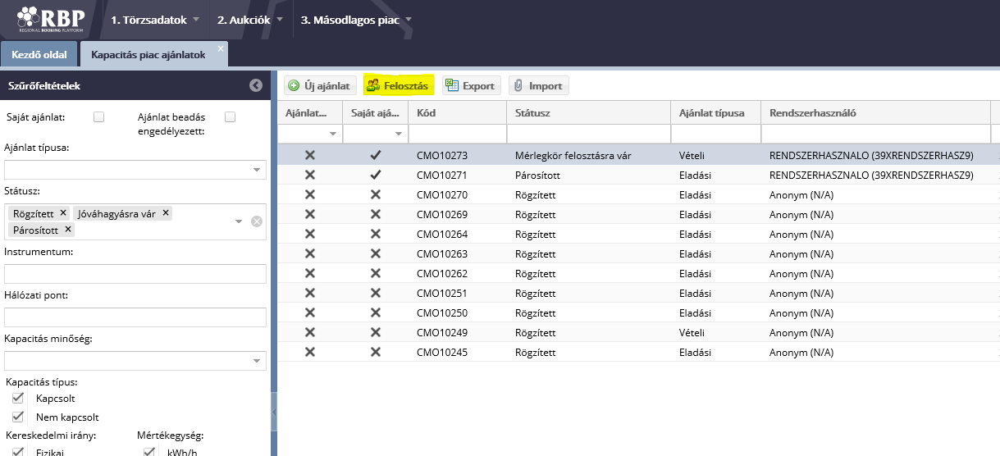 RBP
REGIONAL BOOKING PLATFORM
1. Törzsadatok
2. Aukciók
3. Másodlagos piac
Kezdő oldal
Kapacitás piac ajánlatok
Szűrőfeltételek
Saját ajánlat:
Ajánlat beadás
engedélyezett:
Ajánlat típusa:
Státusz:
Rögzített
Jóváhagyásra vár
Párosított
Instrumentum:
Hálózati pont:
Kapacitás minőség:
Kapacitás típus:
Kapcsolt
Nem kapcsolt
Kereskedelmi irány: Mértékegység:
Fizikai kWh/h
Új ajánlat Felosztás Export Import
Ajánlat... Saját ajá... Kód Státusz Ajánlat típusa Rendszerhasználó
CMO10273 Mérlegkör felosztásra vár Vételi RENDSZERHASZNALO (39XRENDSZERHASZ9)
CMO10271 Párosított Eladási RENDSZERHASZNALO (39XRENDSZERHASZ9)
CMO10270 Rögzített Eladási Anonym (N/A)
CMO10269 Rögzített Eladási Anonym (N/A)
CMO10264 Rögzített Eladási Anonym (N/A)
CMO10263 Rögzített Eladási Anonym (N/A)
CMO10262 Rögzített Eladási Anonym (N/A)
CMO10251 Rögzített Eladási Anonym (N/A)
CMO10250 Rögzített Eladási Anonym (N/A)
CMO10249 Rögzített Vételi Anonym (N/A)
CMO10245 Rögzített Eladási Anonym (N/A)